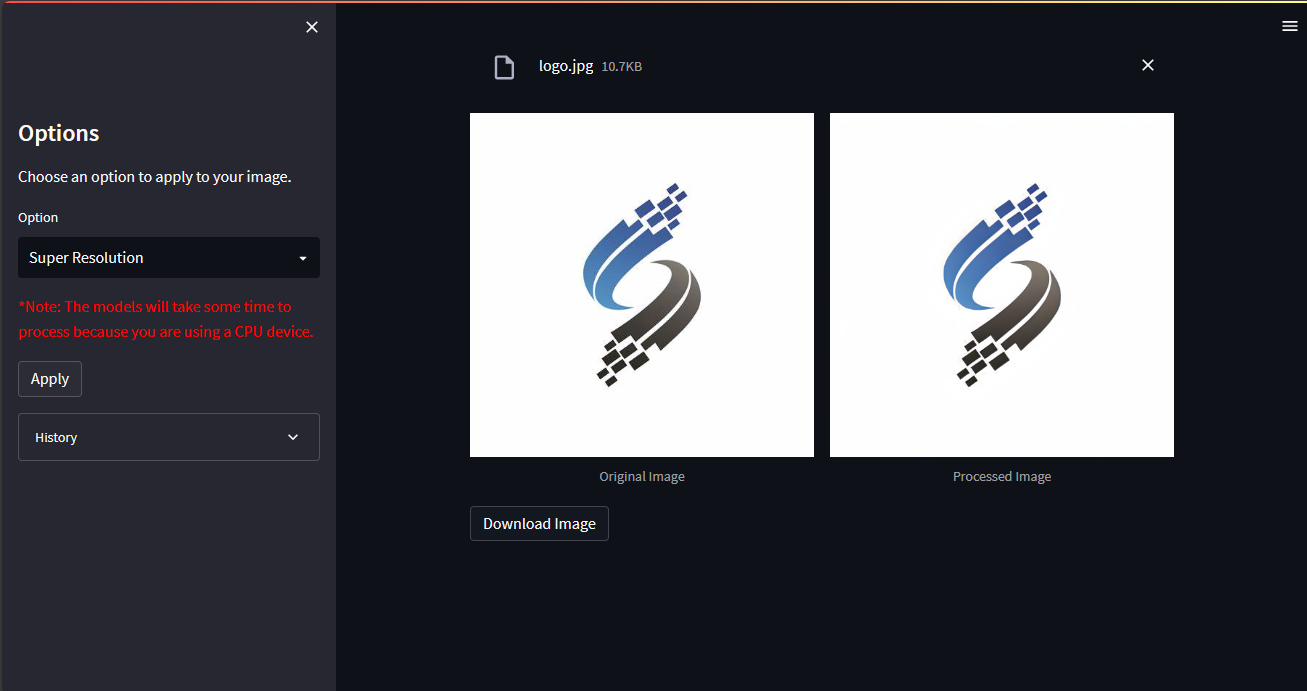 Options
Choose an option to apply to your image.
Option
Super Resolution
*Note: The models will take some time to
process because you are using a CPU device.
Apply
History
logo.jpg 10.7KB
Original Image
Processed Image
Download Image